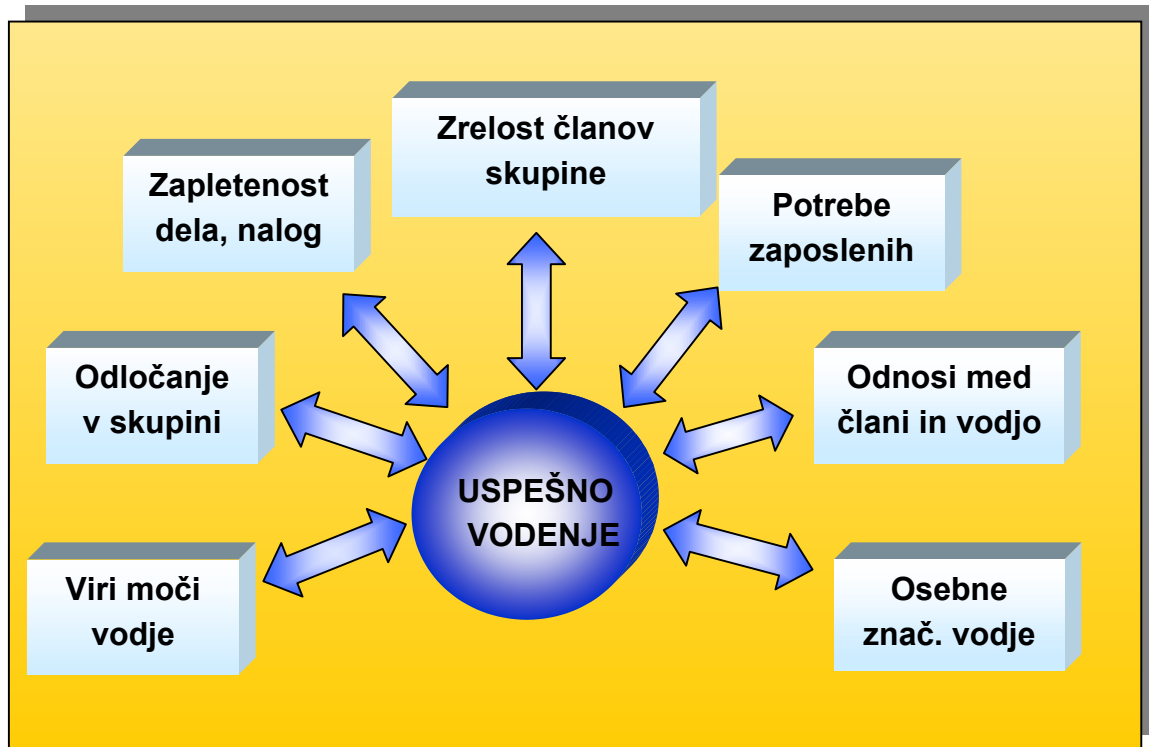 Zrelost članov
skupine
Zapletenost
dela, nalog
Potrebe
zaposlenih
Odločanje
v skupini
Odnosi med
člani in vodjo
USPEŠNO
VODENJE
Viri moči
vodje
Osebne
znač. vodje